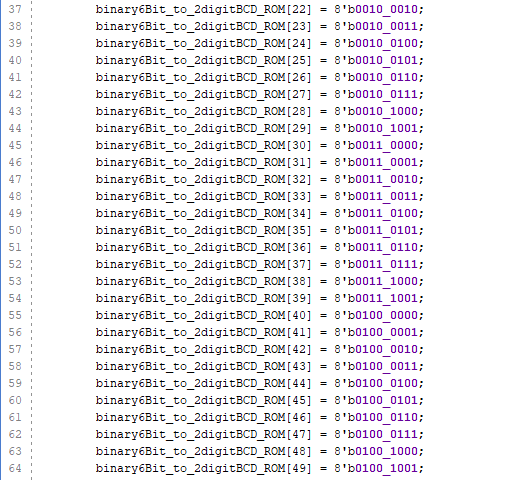 37 binary6Bit_to_2digitBCD_ROM[22] = 8'b0010_0010;
38 binary6Bit_to_2digitBCD_ROM[23] = 8'b0010_0011;
39 binary6Bit_to_2digitBCD_ROM[24] = 8'b0010_0100;
40 binary6Bit_to_2digitBCD_ROM[25] = 8'b0010_0101;
41 binary6Bit_to_2digitBCD_ROM[26] = 8'b0010_0110;
42 binary6Bit_to_2digitBCD_ROM[27] = 8'b0010_0111;
43 binary6Bit_to_2digitBCD_ROM[28] = 8'b0010_1000;
44 binary6Bit_to_2digitBCD_ROM[29] = 8'b0010_1001;
45 binary6Bit_to_2digitBCD_ROM[30] = 8'b0011_0000;
46 binary6Bit_to_2digitBCD_ROM[31] = 8'b0011_0001;
47 binary6Bit_to_2digitBCD_ROM[32] = 8'b0011_0010;
48 binary6Bit_to_2digitBCD_ROM[33] = 8'b0011_0011;
49 binary6Bit_to_2digitBCD_ROM[34] = 8'b0011_0100;
50 binary6Bit_to_2digitBCD_ROM[35] = 8'b0011_0101;
51 binary6Bit_to_2digitBCD_ROM[36] = 8'b0011_0110;
52 binary6Bit_to_2digitBCD_ROM[37] = 8'b0011_0111;
53 binary6Bit_to_2digitBCD_ROM[38] = 8'b0011_1000;
54 binary6Bit_to_2digitBCD_ROM[39] = 8'b0011_1001;
55 binary6Bit_to_2digitBCD_ROM[40] = 8'b0100_0000;
56 binary6Bit_to_2digitBCD_ROM[41] = 8'b0100_0001;
57 binary6Bit_to_2digitBCD_ROM[42] = 8'b0100_0010;
58 binary6Bit_to_2digitBCD_ROM[43] = 8'b0100_0011;
59 binary6Bit_to_2digitBCD_ROM[44] = 8'b0100_0100;
60 binary6Bit_to_2digitBCD_ROM[45] = 8'b0100_0101;
61 binary6Bit_to_2digitBCD_ROM[46] = 8'b0100_0110;
62 binary6Bit_to_2digitBCD_ROM[47] = 8'b0100_0111;
63 binary6Bit_to_2digitBCD_ROM[48] = 8'b0100_1000;
64 binary6Bit_to_2digitBCD_ROM[49] = 8'b0100_1001;